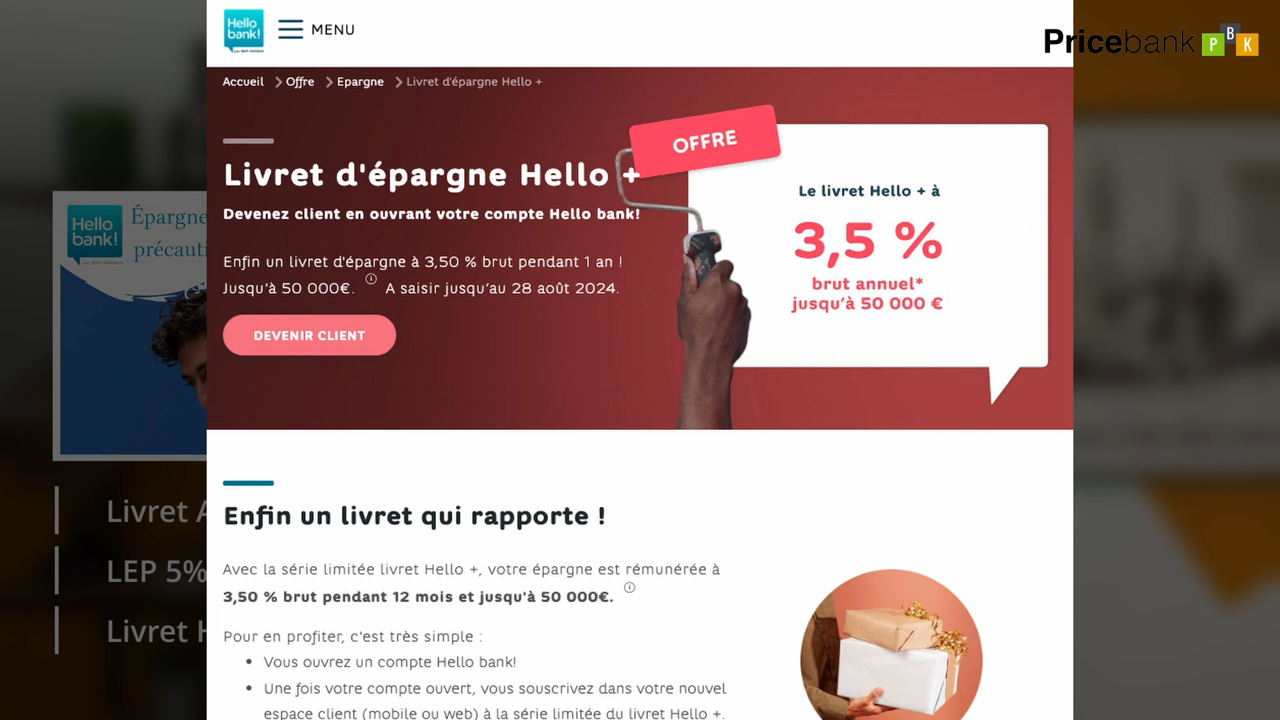 Hello
bank!
MENU
Pricebank
P
B
K
Accueil
Offre
Epargne
Livret d'épargne Hello +
OFFRE
Livret d'épargne Hello +
Devenez client en ouvrant votre compte Hello bank!
Enfin un livret d'épargne à 3,50 % brut pendant 1 an !
Jusqu'à 50 000€. A saisir jusqu'au 28 août 2024.
DEVENIR CLIENT
Le livret Hello + à
3,5 %
brut annuel*
jusqu'à 50 000 €
Hello
bank!
Épargne
Livret A
LEP 5%
Livret H
Enfin un livret qui rapporte !
Avec la série limitée livret Hello +, votre épargne est rémunérée à
3,50 % brut pendant 12 mois et jusqu'à 50 000€.
Pour en profiter, c'est très simple :
• Vous ouvrez un compte Hello bank!
• Une fois votre compte ouvert, vous souscrivez dans votre nouvel
espace client (mobile ou web) à la série limitée du livret Hello +.